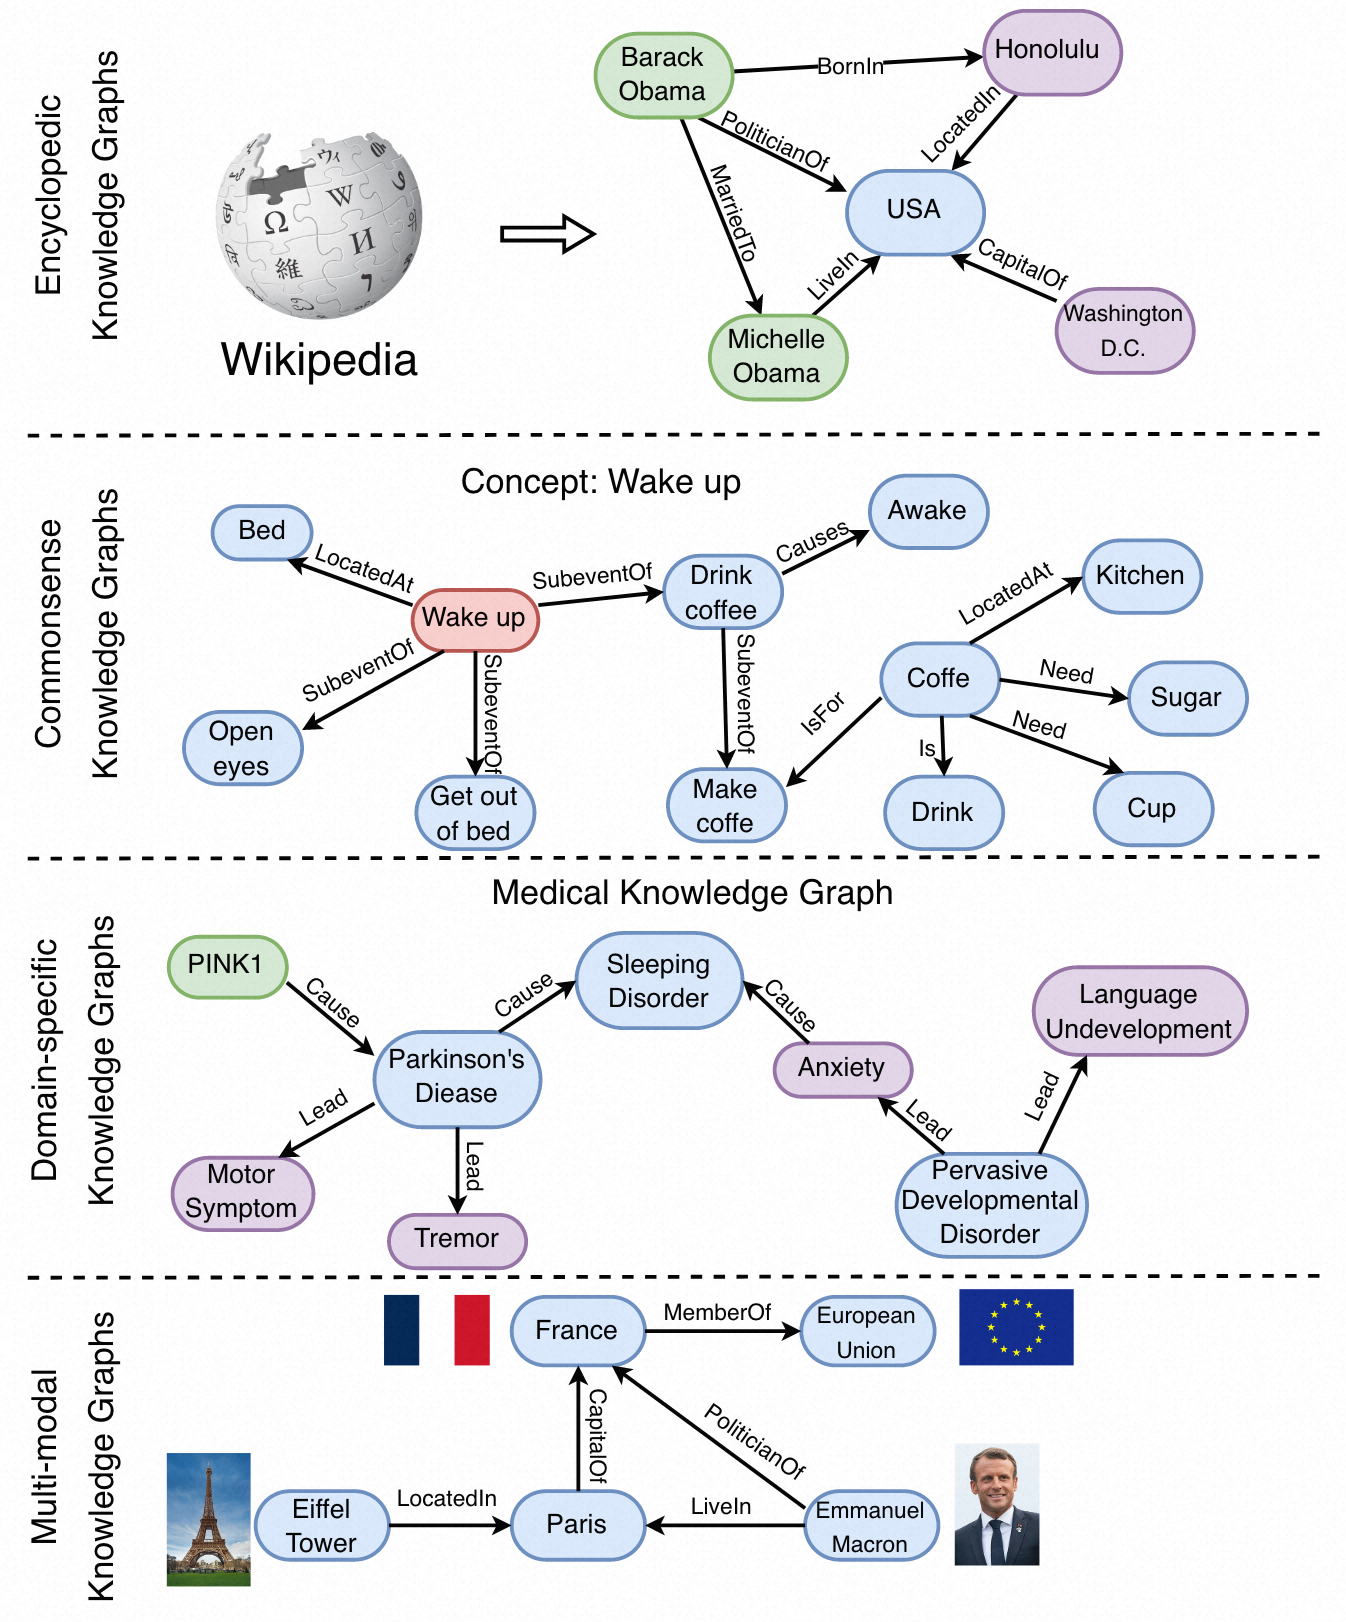 Encyclopedic
Knowledge Graphs
Ω
W
И
維
ウィ
7
Wikipedia
Barack
Obama
BornIn
Honolulu
PoliticianOf
LocatedIn
MarriedTo
USA
LiveIn
CapitalOf
Michelle
Obama
Washington
D.C.
Commonsense
Knowledge Graphs
Concept: Wake up
Bed
LocatedAt
Wake up
SubeventOf
Drink
coffee
Causes
Awake
SubeventOf
Open
eyes
SubeventOf
Get out
of bed
SubeventOf
Make
coffe
IsFor
Coffe
LocatedAt
Kitchen
Need
Sugar
Need
Cup
Is
Drink
Domain-specific
Knowledge Graphs
Medical Knowledge Graph
PINK1
Cause
Parkinson's
Diease
Cause
Sleeping
Disorder
Cause
Anxiety
Lead
Motor
Symptom
Lead
Tremor
Lead
Pervasive
Developmental
Disorder
Lead
Language
Undevelopment
Multi-modal
Knowledge Graphs
France
MemberOf
European
Union
CapitalOf
PoliticianOf
Eiffel
Tower
LocatedIn
Paris
LiveIn
Emmanuel
Macron